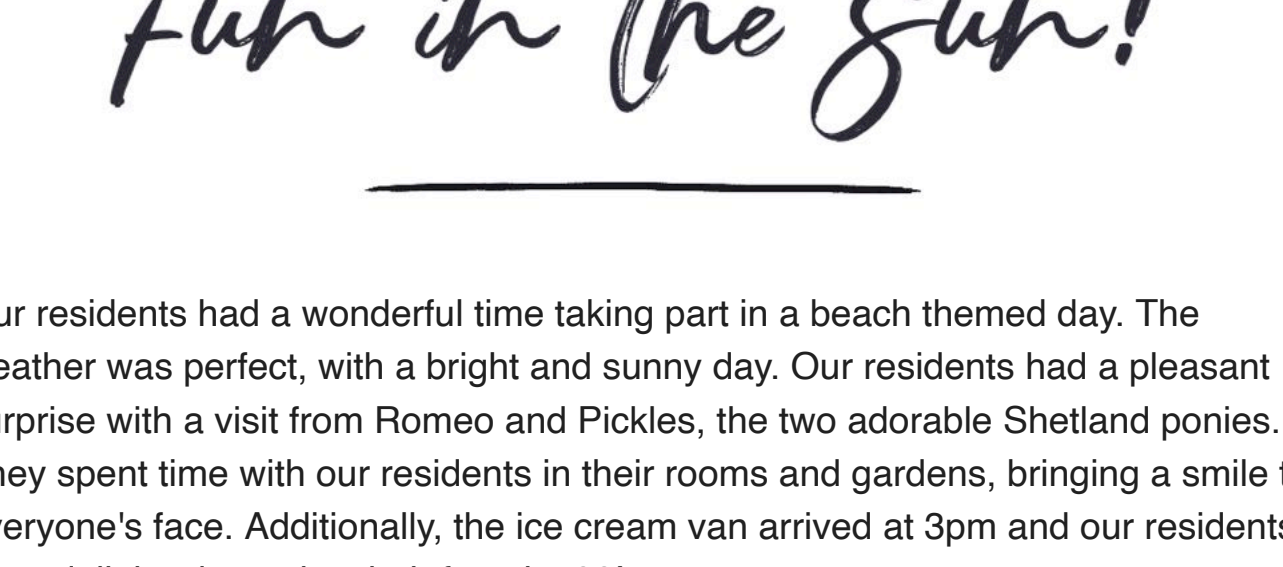 fun in the sun!
ur residents had a wonderful time taking part in a beach themed day. The
eather was perfect, with a bright and sunny day. Our residents had a pleasant
urprise with a visit from Romeo and Pickles, the two adorable Shetland ponies.
hey spent time with our residents in their rooms and gardens, bringing a smile t
veryone's face. Additionally, the ice cream van arrived at 3pm and our residents